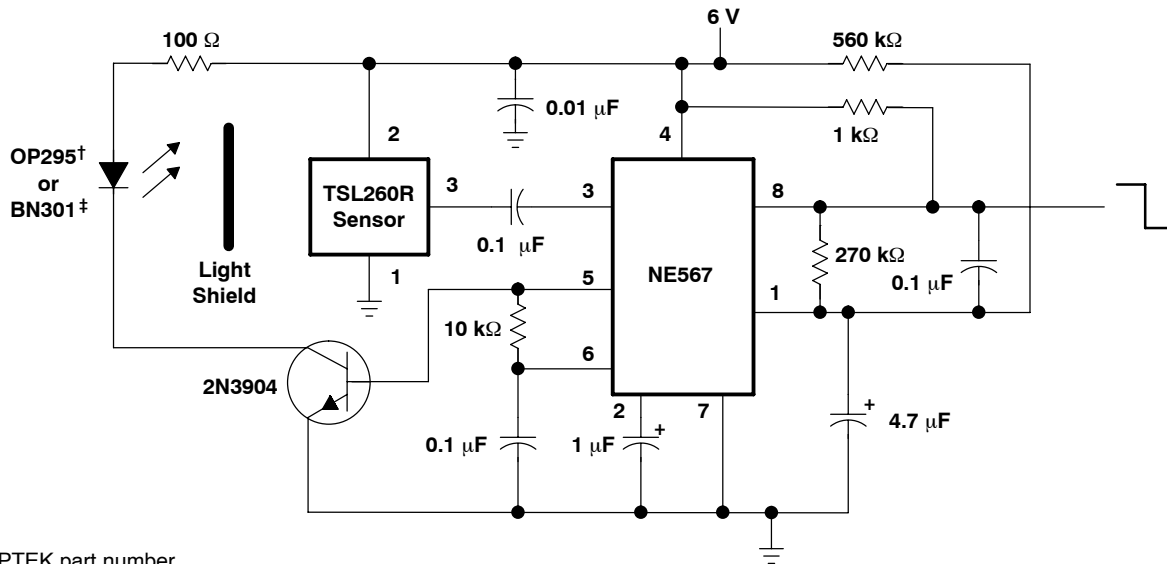 6 V
100 Ω
560 kΩ
0.01 μF
1 kΩ
2
4
OP295†
or
BN301‡
TSL260R
Sensor
3
3
8
0.1 μF
Light
Shield
1
NE567
270 kΩ
0.1 μF
5
1
10 kΩ
6
2N3904
2
7
+
+
0.1 μF
1 μF
4.7 μF
PTEK part number